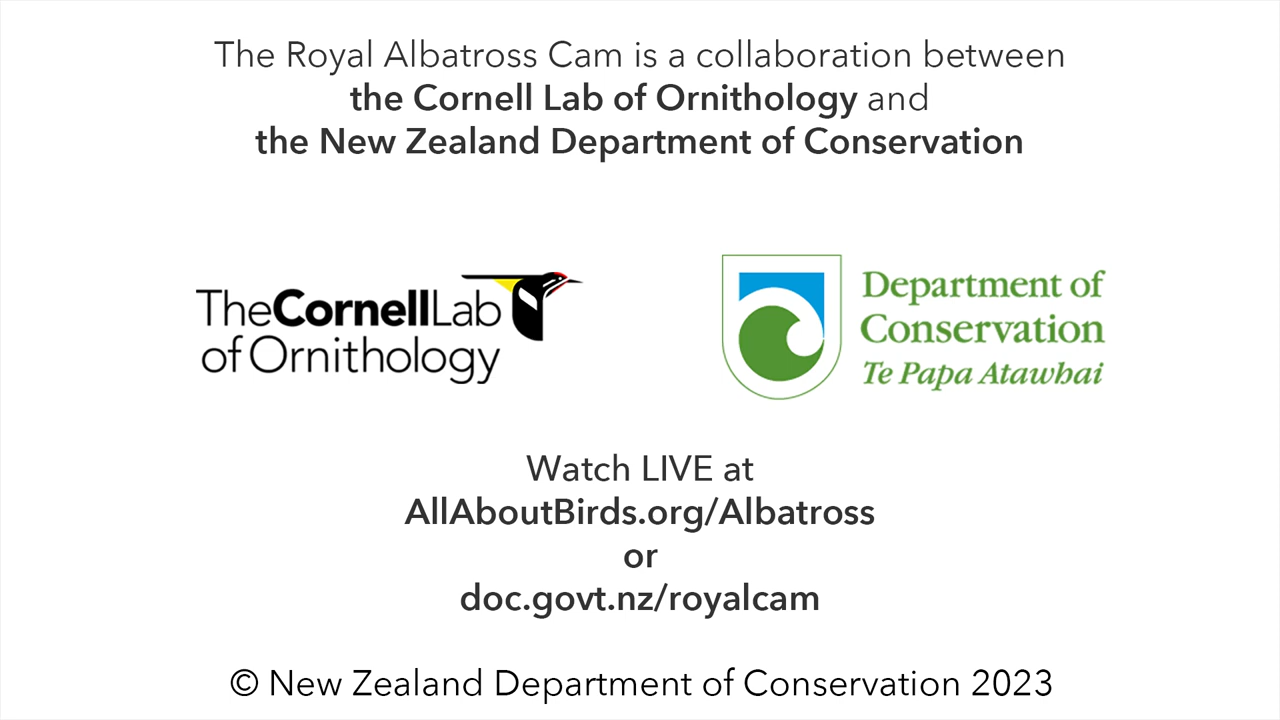 The Royal Albatross Cam is a collaboration between
the Cornell Lab of Ornithology and
the New Zealand Department of Conservation
TheCornellLab
of Ornithology
Department of
Conservation
Te Papa Atawhai
Watch LIVE at
AllAboutBirds.org/Albatross
or
doc.govt.nz/royalcam
© New Zealand Department of Conservation 2023